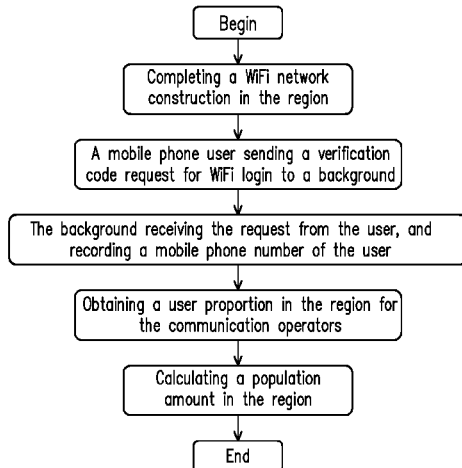 Begin
Completing a WiFi network
construction in the region
A mobile phone user sending a verification
code request for WiFi login to a background
The background receiving the request from the user, and
recording a mobile phone number of the user
Obtaining a user proportion in the region for
the communication operators
Calculating a population
amount in the region
End